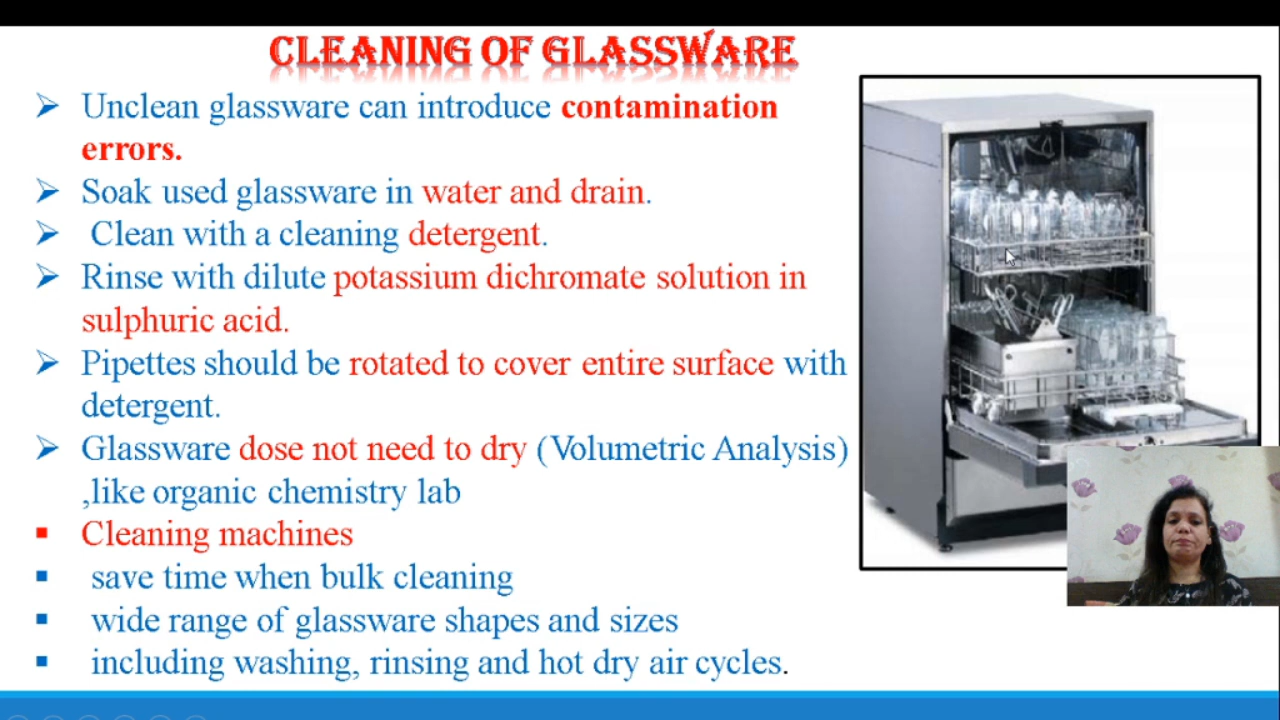 CLEANING OF GLASSWARE
➢ Unclean glassware can introduce contamination
errors.
➢ Soak used glassware in water and drain.
➢ Clean with a cleaning detergent.
➢ Rinse with dilute potassium dichromate solution in
sulphuric acid.
➢ Pipettes should be rotated to cover entire surface with
detergent.
➢ Glassware dose not need to dry (Volumetric Analysis)
,like organic chemistry lab
▪ Cleaning machines
▪ save time when bulk cleaning
▪ wide range of glassware shapes and sizes
▪ including washing, rinsing and hot dry air cycles.